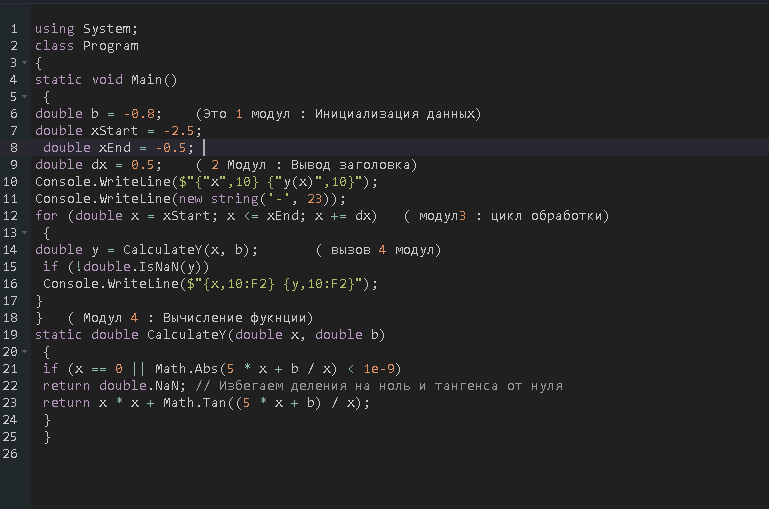 1 using System;
2 class Program
3 {
4 static void Main()
5 {
6 double b = -0.8; (Это 1 модул : Инициализация данных)
7 double xStart = -2.5;
8 double xEnd = -0.5;
9 double dx = 0.5; ( 2 Модул : Вывод заголовка)
10 Console.WriteLine($"{"x",10} {"y(x)",10}");
11 Console.WriteLine(new string('-', 23));
12 for (double x = xStart; x <= xEnd; x += dx) ( модул3 : цикл обработки)
13 {
14 double y = CalculateY(x, b); ( вызов 4 модул)
15 if (!double.IsNaN(y))
16 Console.WriteLine($"{x,10:F2} {y,10:F2}");
17 }
18 } ( Модул 4 : Вычисление фукнции)
19 static double CalculateY(double x, double b)
20 {
21 if (x == 0 || Math.Abs(5 * x + b / x) < 1e-9)
22 return double.NaN; // Избегаем деления на ноль и тангенса от нуля
23 return x * x + Math.Tan((5 * x + b) / x);
24 }
25 }
26